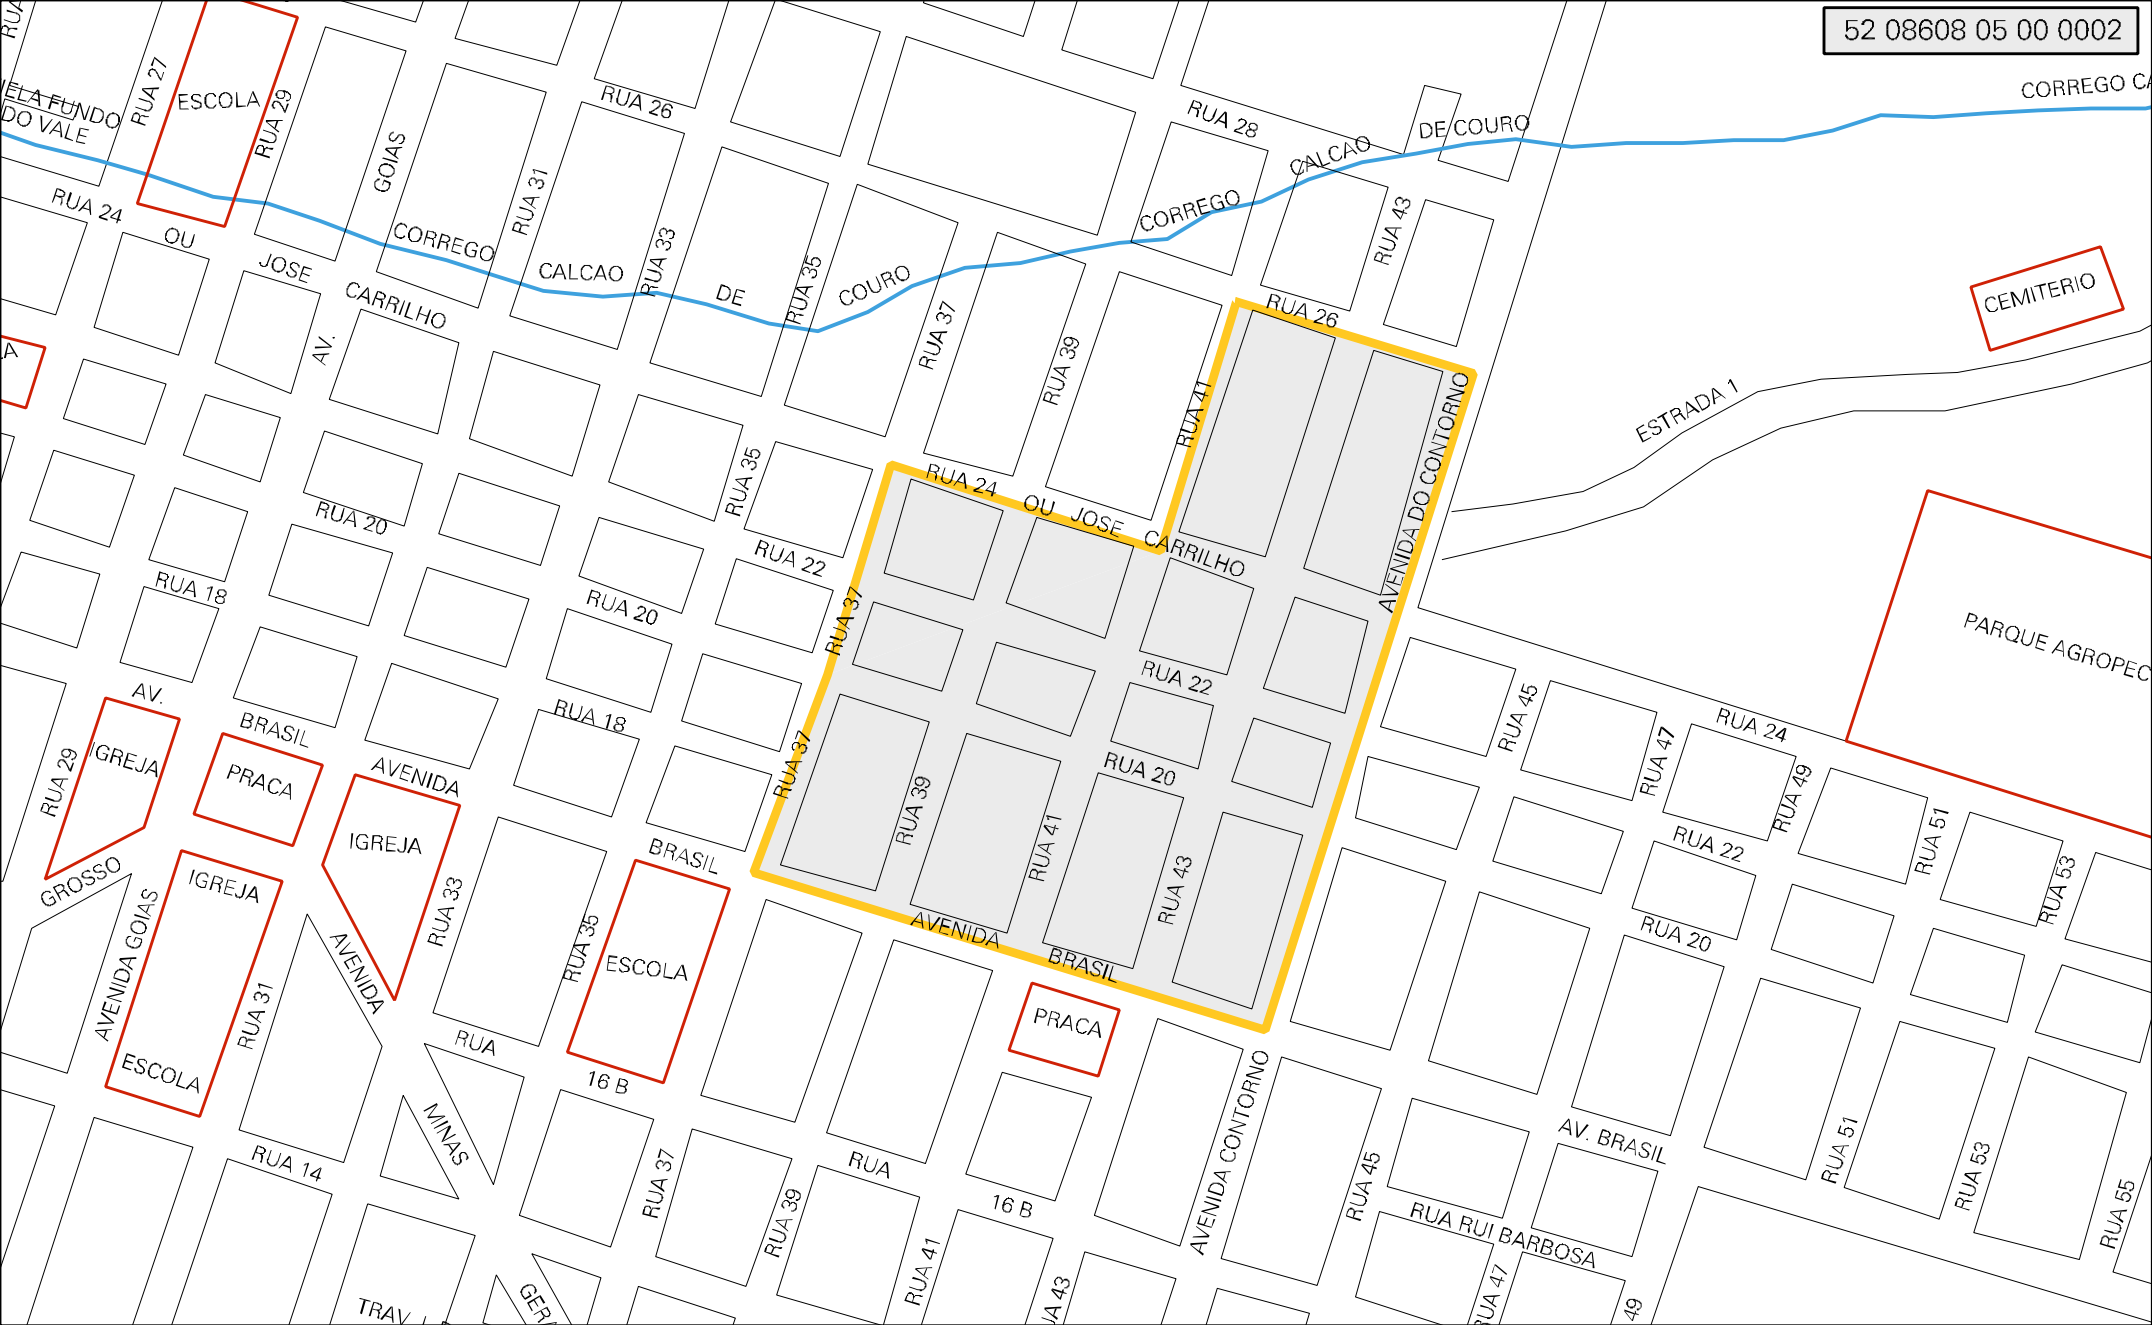 52 08608 05 00 0002
CORREGO
RUA 27
ESCOLA
RUA 29
FUNDO
DO VALE
GOIAS
RUA 26
RUA 28
CALCAO
DE COURO
RUA 31
RUA 33
RUA 35
CORREGO
RUA 43
RUA 24
OU
JOSE
CARRILHO
CORREGO
CALCAO
DE
COURO
CEMITERIO
AV.
RUA 37
RUA 39
RUA 26
RUA 41
AVENIDA DO CONTORNO
ESTRADA 1
RUA 35
RUA 24
OU
JOSE
CARRILHO
RUA 20
RUA 22
RUA 18
RUA 20
RUA 37
PARQUE
RUA 22
AV.
BRASIL
AVENIDA
RUA 18
RUA 45
RUA 47
RUA 24
RUA 49
RUA 51
RUA 53
RUA 29
IGREJA
PRACA
IGREJA
RUA 37
RUA 20
RUA 39
RUA 41
RUA 43
RUA 22
BRASIL
GROSSO
IGREJA
RUA 33
RUA 35
ESCOLA
AVENIDA
BRASIL
RUA 20
AVENIDA GOIAS
AVENIDA
RUA 31
ESCOLA
RUA
16 B
PRACA
AVENIDA CONTORNO
MINAS
RUA 14
RUA 37
RUA 39
RUA
16 B
RUA 41
RUA 45
AV. BRASIL
RUA RUI BARBOSA
RUA 51
RUA 53
RUA 55
TRAV.
43
47
49